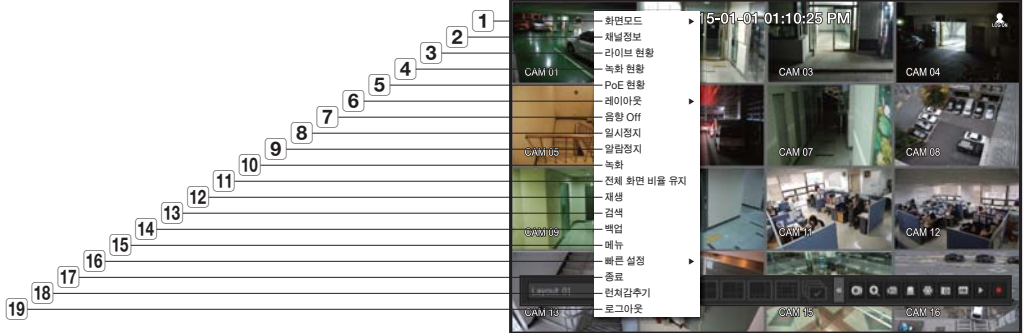 1 화면모드
2 채널정보
3 라이브 현황
4 녹화 현황
5 PoE 현황
6 레이아웃
7 음향 Off
8 일시정지
9 알람정지
10 녹화
11 전체 화면 비율 유지
12 재생
13 검색
14 백업
15 메뉴
16 빠른 설정
17 종료
18 런쳐감추기
19 로그아웃
15-01-01 01:10:25 PM
LOG ON
CAM 01
CAM 03
CAM 04
CAM 05
CAM 07
CAM 08
CAM 09
CAM 11
CAM 12
Layout 01
CAM 13
CAM 15
CAM 16